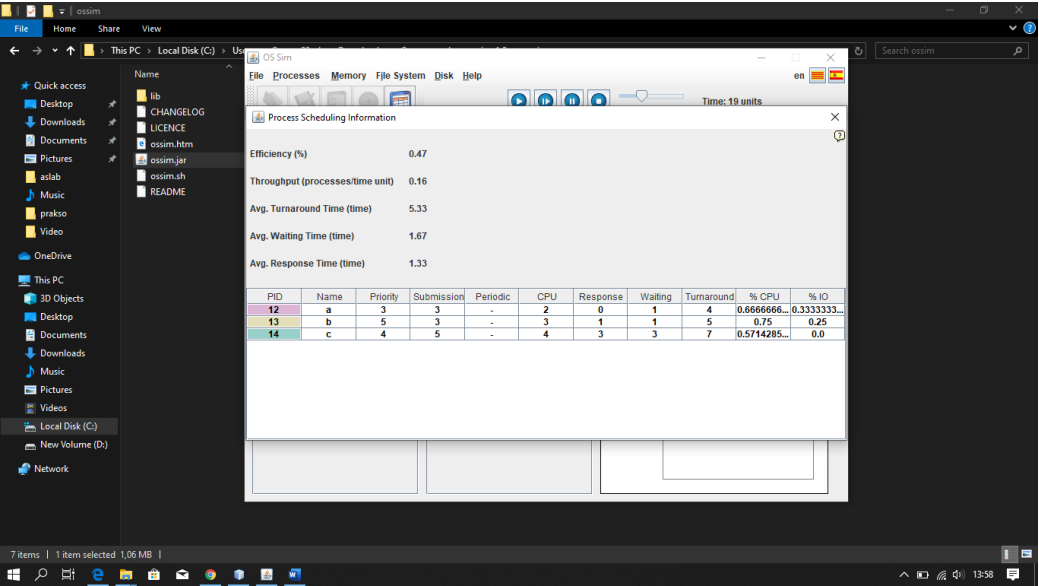 ossim
File Home Share View
This PC > Local Disk (C:) >
Search ossim
Quick access
Desktop
Downloads
Documents
Pictures
aslab
Music
prakso
Video
OneDrive
This PC
3D Objects
Desktop
Documents
Downloads
Music
Pictures
Videos
Local Disk (C:)
New Volume (D:)
Network
Name
lib
CHANGELOG
LICENCE
ossim.htm
ossim.jar
ossim.sh
README
OS Sim
File Processes Memory File System Disk Help
en
Time: 19 units
Process Scheduling Information
Efficiency (%) 0.47
Throughput (processes/time unit) 0.16
Avg. Turnaround Time (time) 5.33
Avg. Waiting Time (time) 1.67
Avg. Response Time (time) 1.33
PID Name Priority Submission Periodic CPU Response Waiting Turnaround % CPU % IO
12 a 3 3 - 2 0 1 4 0.6666666... 0.3333333...
13 b 5 3 - 3 1 1 5 0.75 0.25
14 c 4 5 - 4 3 3 7 0.5714285... 0.0
7 items 1 item selected 1,06 MB
13:58